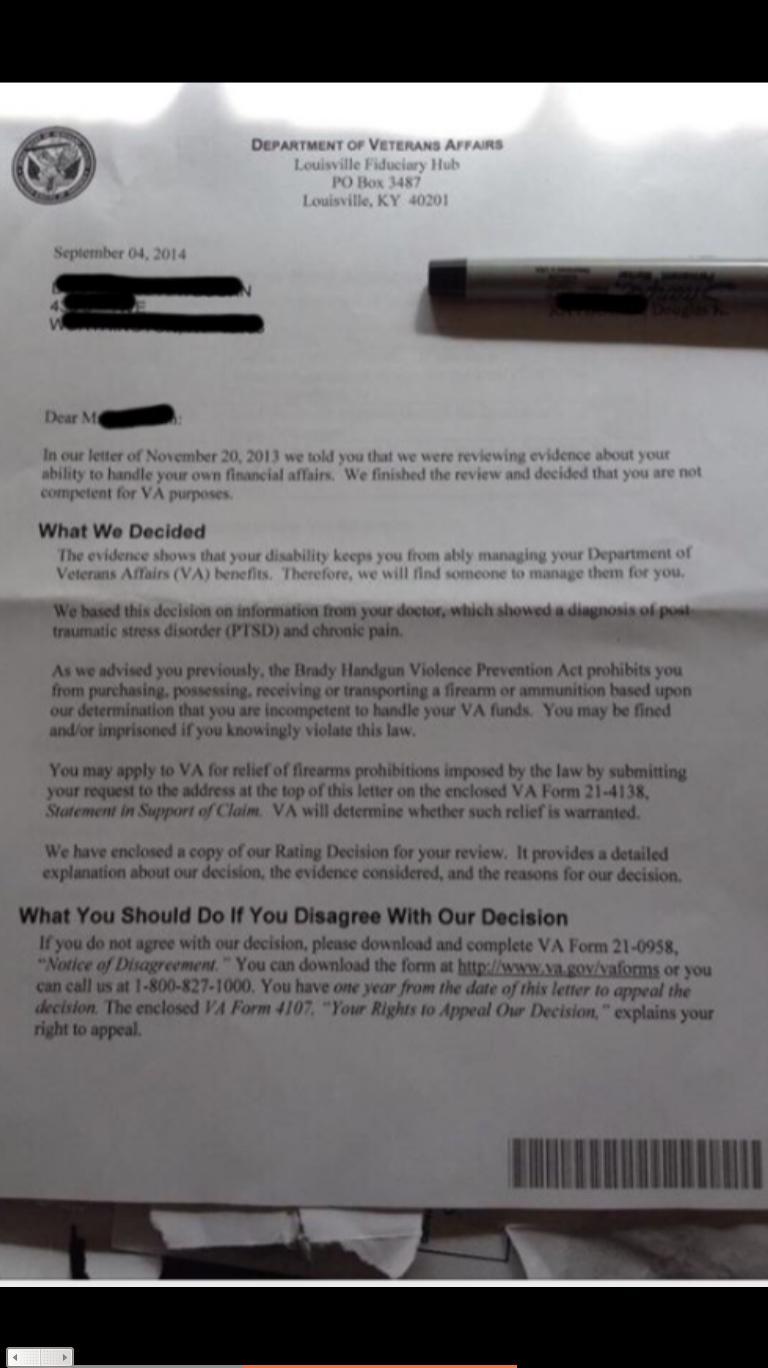 DEPARTMENT OF VETERANS AFFAIRS
Louisville Fiduciary Hub
PO Box 3487
Louisville, KY 40201
September 04, 2014
N
4
W
Douglas
Dear M
In our letter of November 20, 2013 we told you that we were reviewing evidence about your
ability to handle your own financial affairs. We finished the review and decided that you are not
competent for VA purposes.
What We Decided
The evidence shows that your disability keeps you from ably managing your Department of
Veterans Affairs (VA) benefits. Therefore, we will find someone to manage them for you.
We based this decision on information from your doctor, which showed a diagnosis of post
traumatic stress disorder (PTSD) and chronic pain.
As we advised you previously, the Brady Handgun Violence Prevention Act prohibits you
from purchasing, possessing, receiving or transporting a firearm or ammunition based upon
our determination that you are incompetent to handle your VA funds. You may be fined
and/or imprisoned if you knowingly violate this law.
You may apply to VA for relief of firearms prohibitions imposed by the law by submitting
your request to the address at the top of this letter on the enclosed VA Form 21-4138,
Statement in Support of Claim. VA will determine whether such relief is warranted.
We have enclosed a copy of our Rating Decision for your review. It provides a detailed
explanation about our decision, the evidence considered, and the reasons for our decision.
What You Should Do If You Disagree With Our Decision
If you do not agree with our decision, please download and complete VA Form 21-0958,
"Notice of Disagreement." You can download the form at http://www.va.gov/vaforms or you
can call us at 1-800-827-1000. You have one year from the date of this letter to appeal the
decision. The enclosed VA Form 4107, "Your Rights to Appeal Our Decision," explains your
right to appeal.